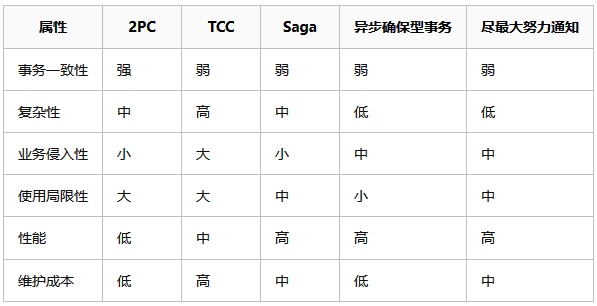 属性 2PC TCC Saga 异步确保型事务 尽最大努力通知
事务一致性 强 弱 弱 弱 弱
复杂性 中 高 中 低 低
业务侵入性 小 大 小 中 中
使用局限性 大 大 中 小 中
性能 低 中 高 高 高
维护成本 低 高 中 低 中